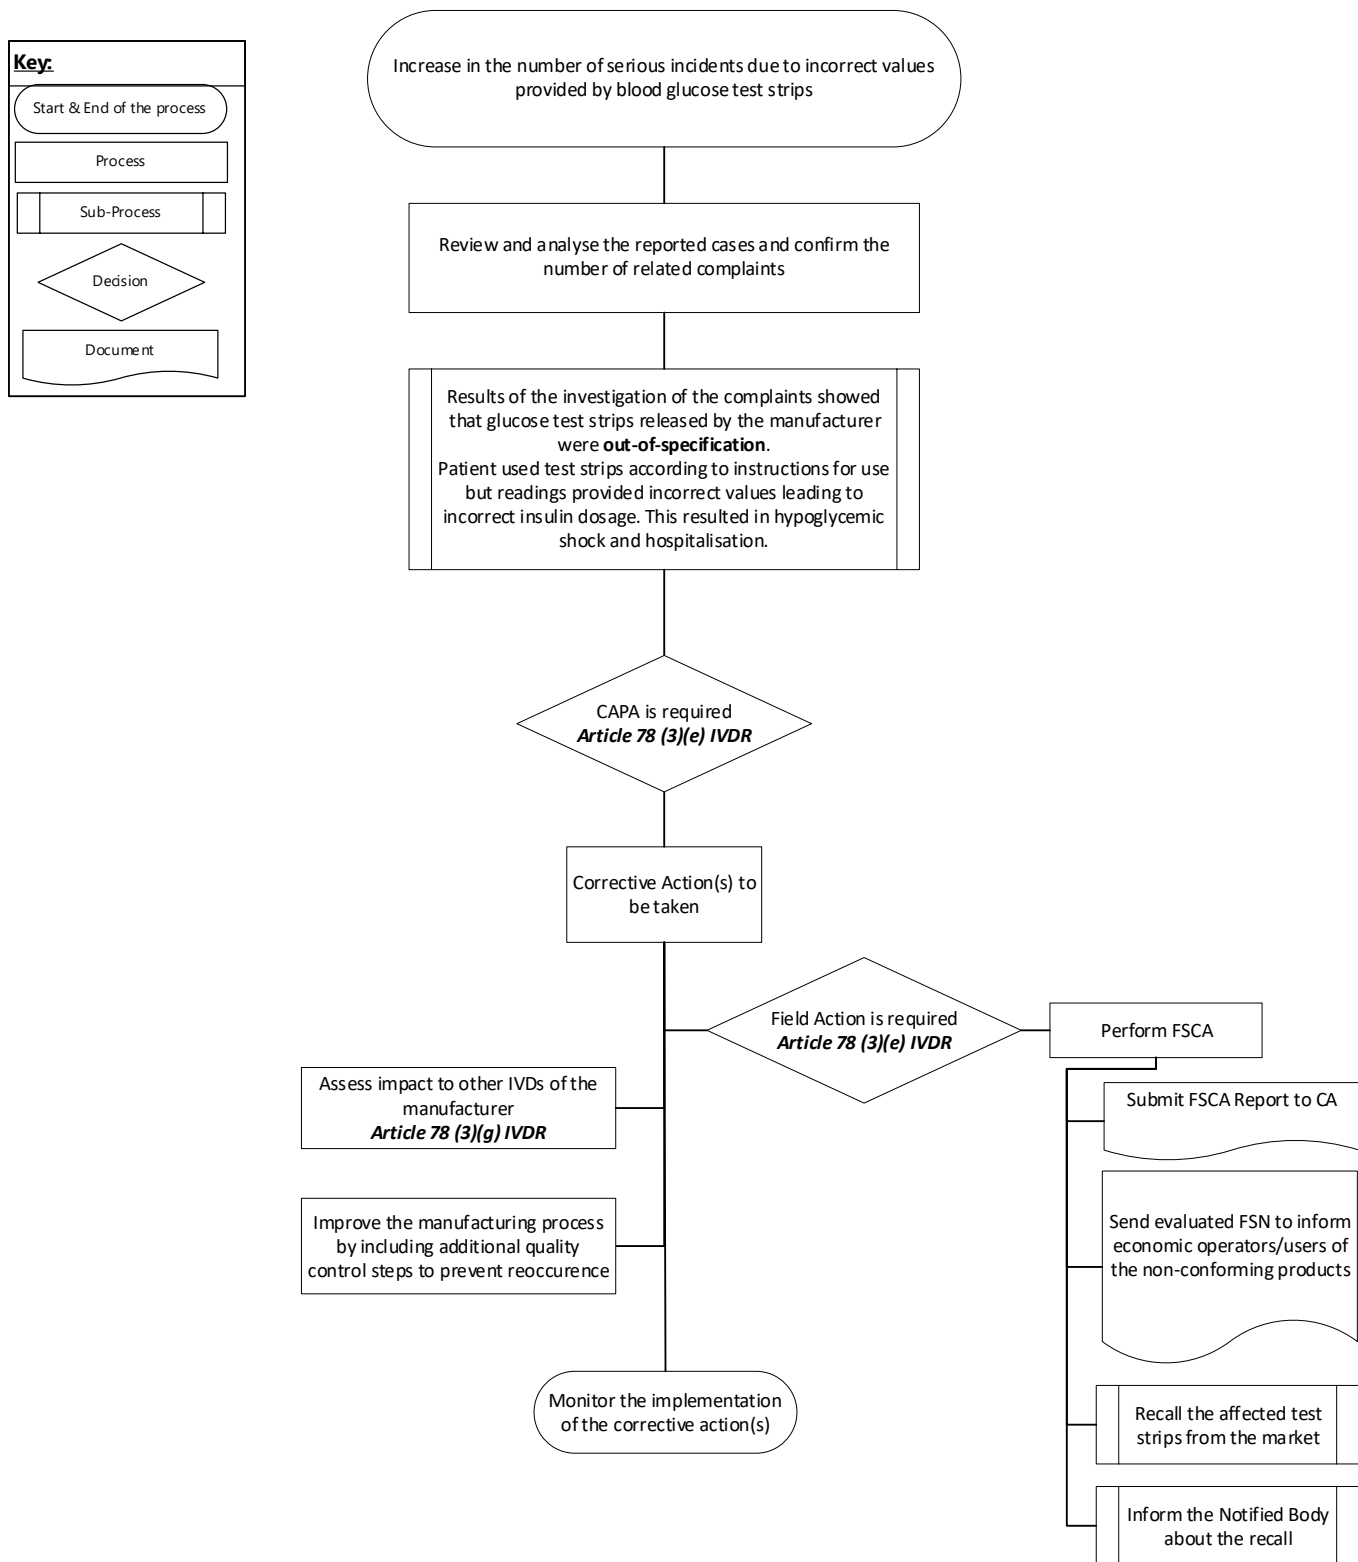 Key:
Start & End of the process
Process
Sub-Process
Decision
Document
Increase in the number of serious incidents due to incorrect values
provided by blood glucose test strips
Review and analyse the reported cases and confirm the
number of related complaints
Results of the investigation of the complaints showed
that glucose test strips released by the manufacturer
were out-of-specification.
Patient used test strips according to instructions for use
but readings provided incorrect values leading to
incorrect insulin dosage. This resulted in hypoglycemic
shock and hospitalisation.
CAPA is required
Article 78 (3)(e) IVDR
Corrective Action(s) to
be taken
Field Action is required
Article 78 (3)(e) IVDR
Perform FSCA
Assess impact to other IVDs of the
manufacturer
Article 78 (3)(g) IVDR
Improve the manufacturing process
by including additional quality
control steps to prevent reoccurence
Monitor the implementation
of the corrective action(s)
Submit FSCA Report to CA
Send evaluated FSN to inform
economic operators/users of
the non-conforming products
Recall the affected test
strips from the market
Inform the Notified Body
about the recall